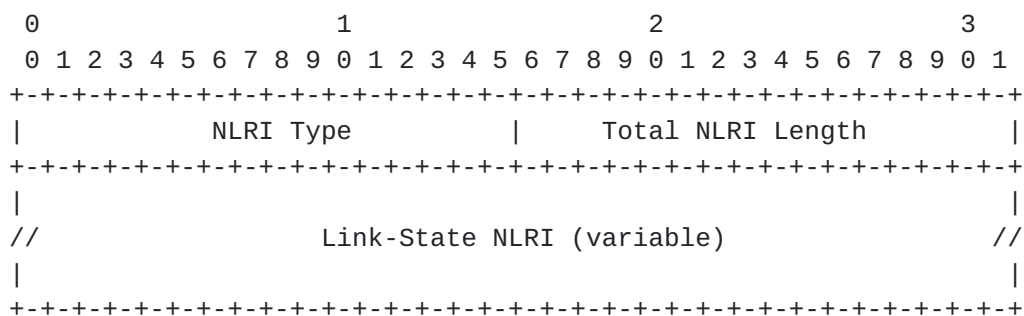 0                   1                   2                   3
 0 1 2 3 4 5 6 7 8 9 0 1 2 3 4 5 6 7 8 9 0 1 2 3 4 5 6 7 8 9 0 1
+-+-+-+-+-+-+-+-+-+-+-+-+-+-+-+-+-+-+-+-+-+-+-+-+-+-+-+-+-+-+-+-+
|            NLRI Type          |     Total NLRI Length         |
+-+-+-+-+-+-+-+-+-+-+-+-+-+-+-+-+-+-+-+-+-+-+-+-+-+-+-+-+-+-+-+-+
|                                                               |
//                  Link-State NLRI (variable)                 //
|                                                               |
+-+-+-+-+-+-+-+-+-+-+-+-+-+-+-+-+-+-+-+-+-+-+-+-+-+-+-+-+-+-+-+-+